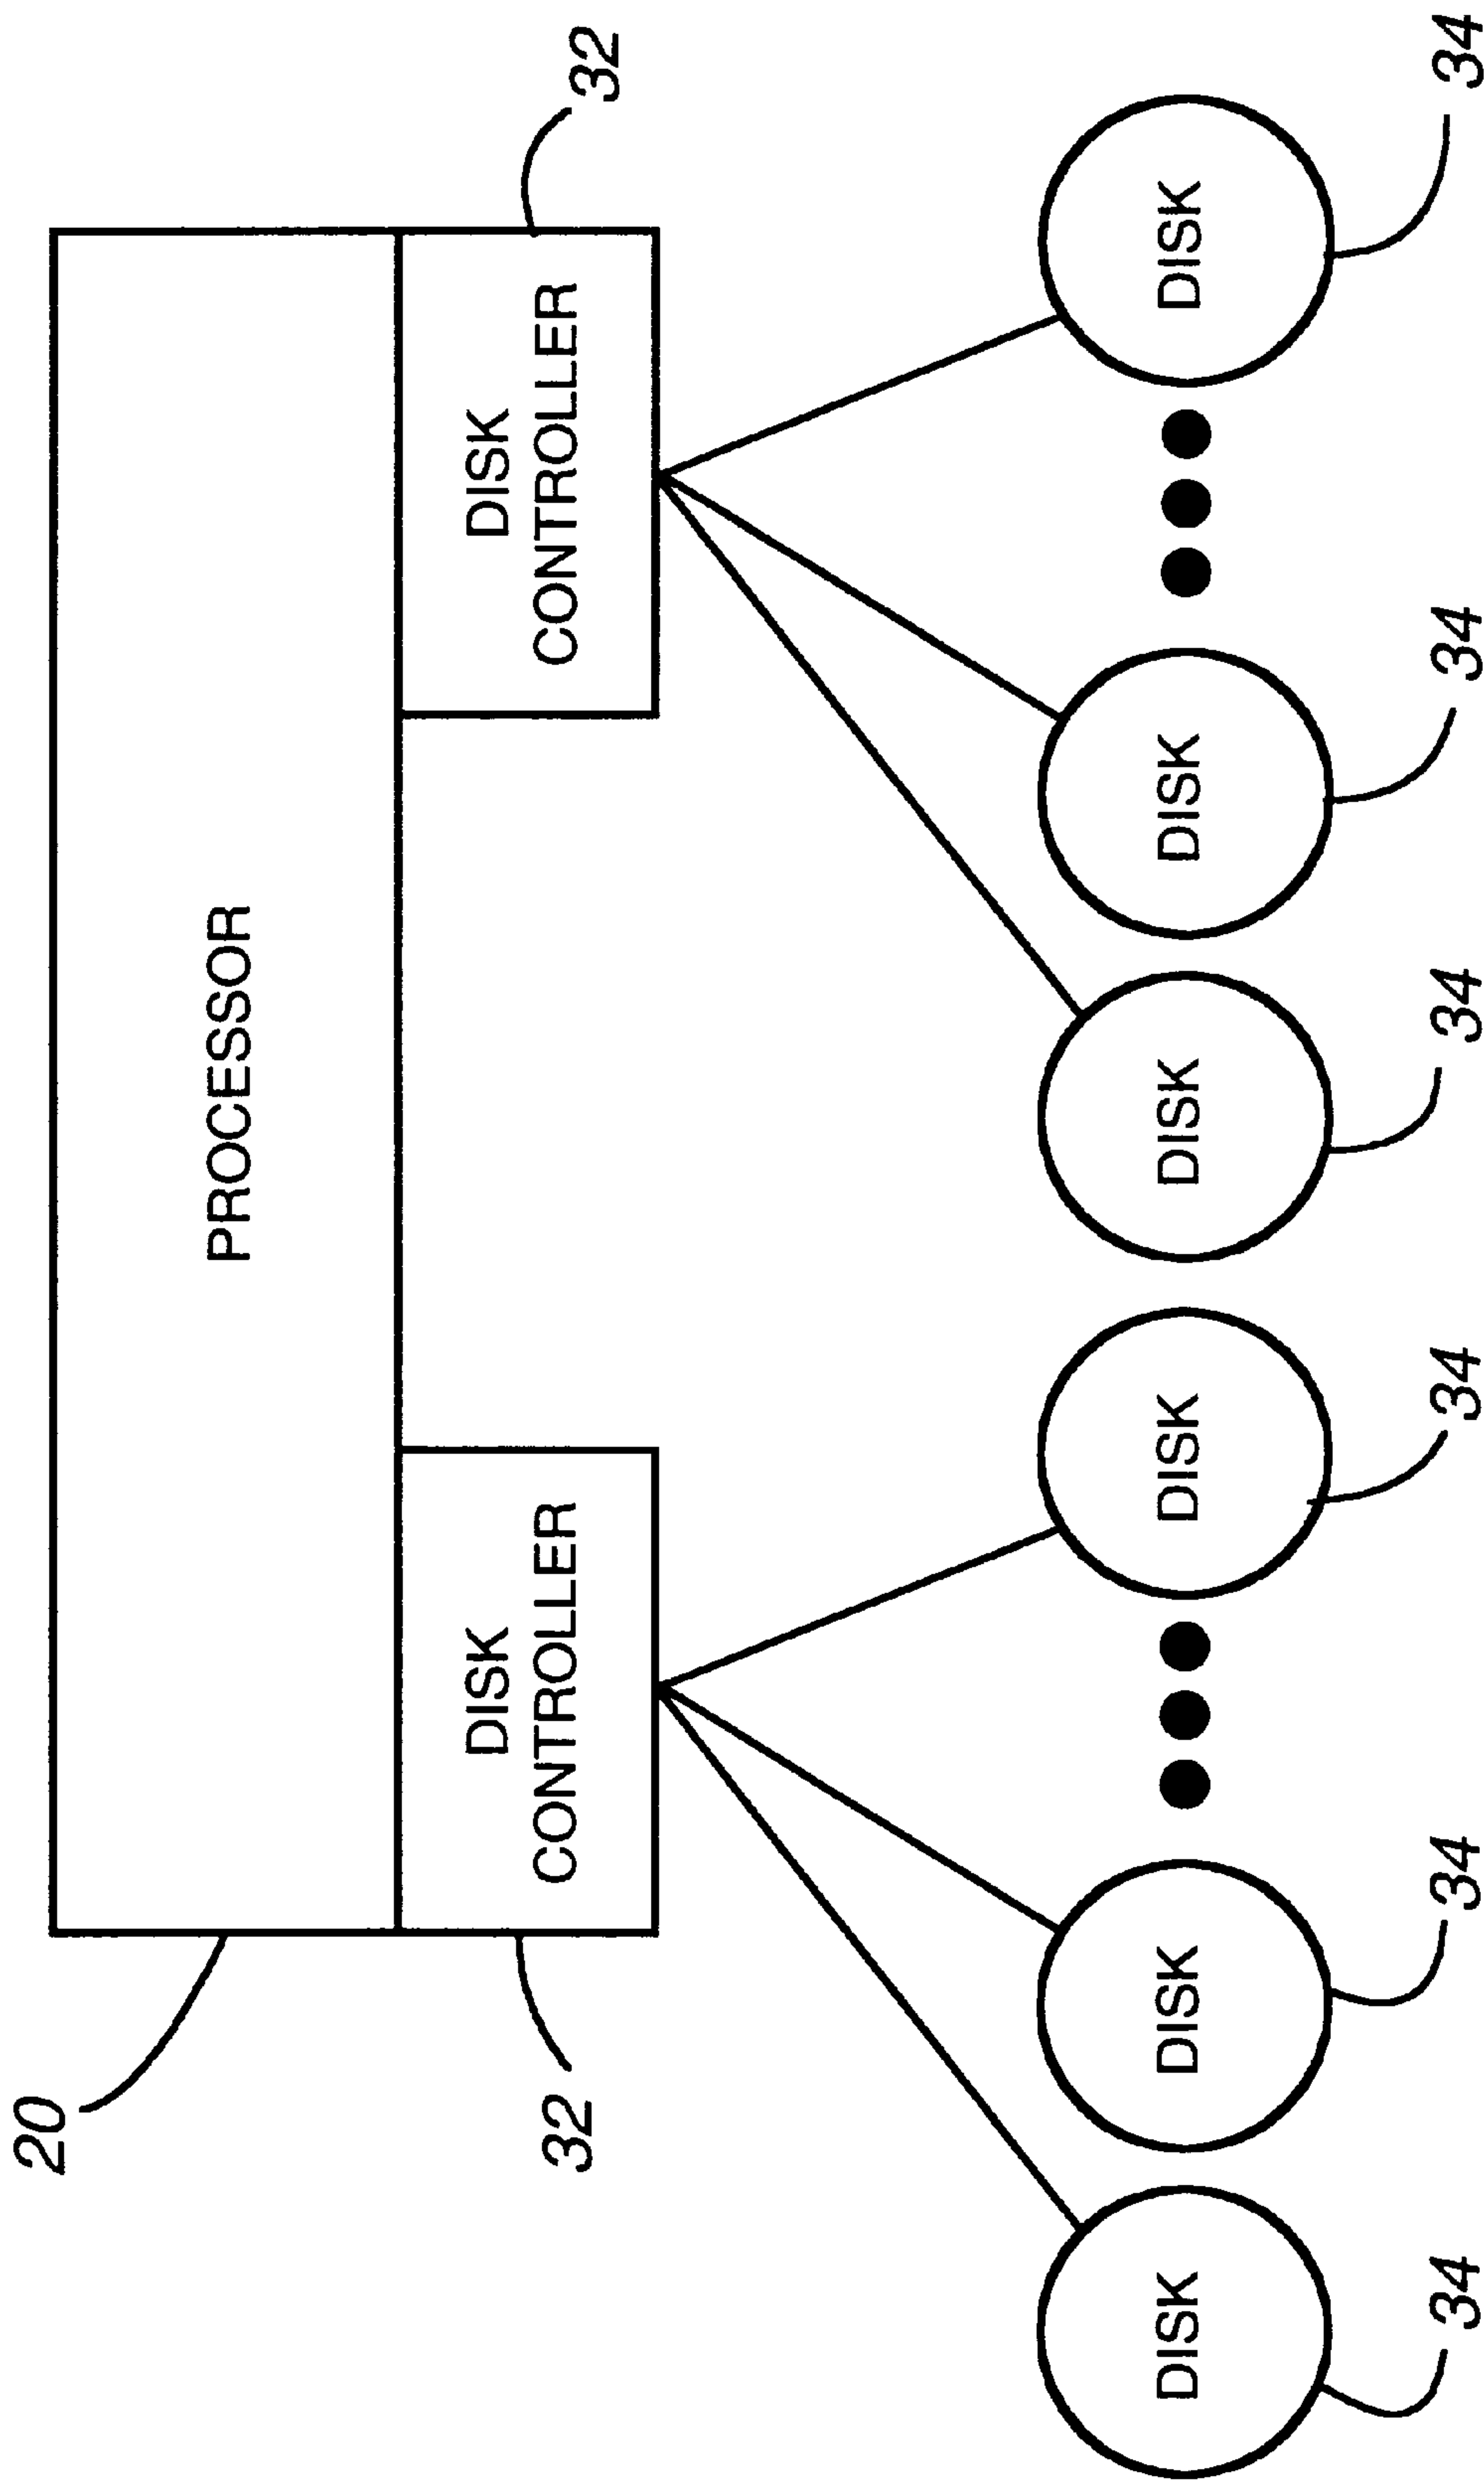 20
PROCESSOR
32
DISK
CONTROLLER
DISK
CONTROLLER
32
DISK
DISK
DISK
DISK
DISK
DISK
34
34
34
34
34
34